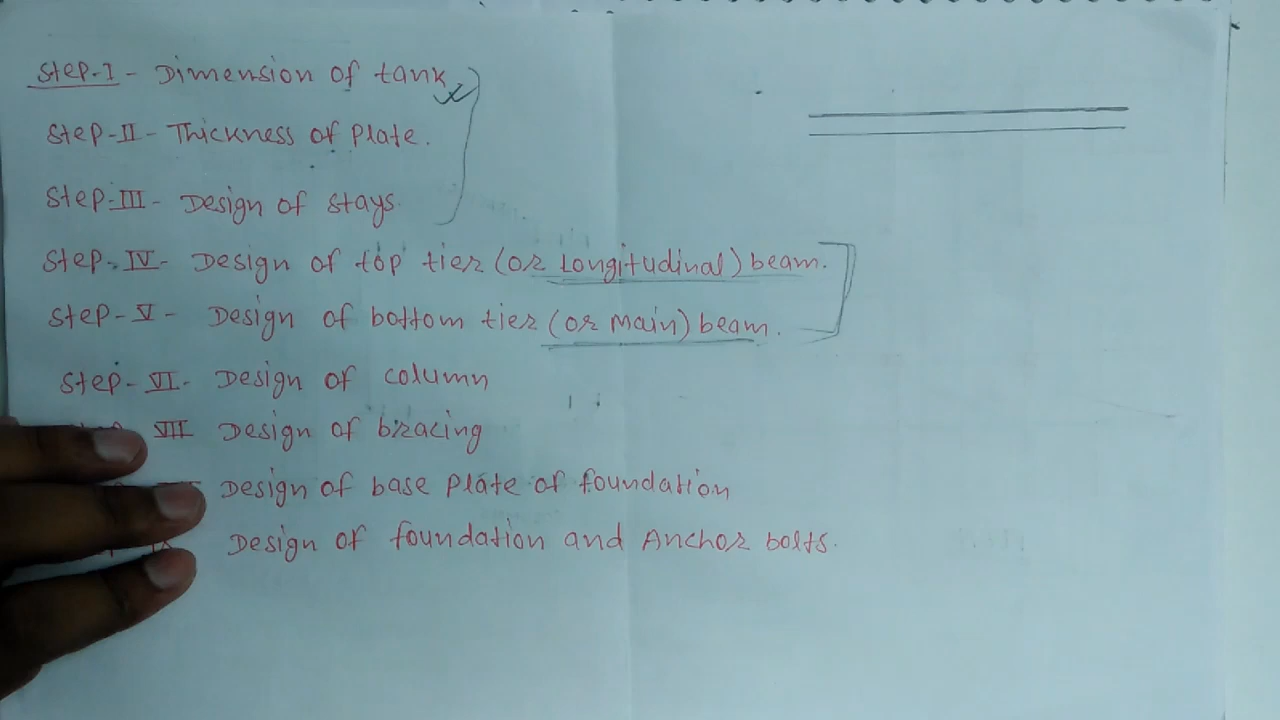 Step-I - Dimension of tank
Step-II - Thickness of Plate.
Step-III - Design of stays.
Step-IV- Design of top tier (or Longitudinal) beam.
Step-V- Design of bottom tier (or main) beam.
Step-VI- Design of column
VII Design of bracing
Design of base plate of foundation
IX Design of foundation and Anchor bolts.